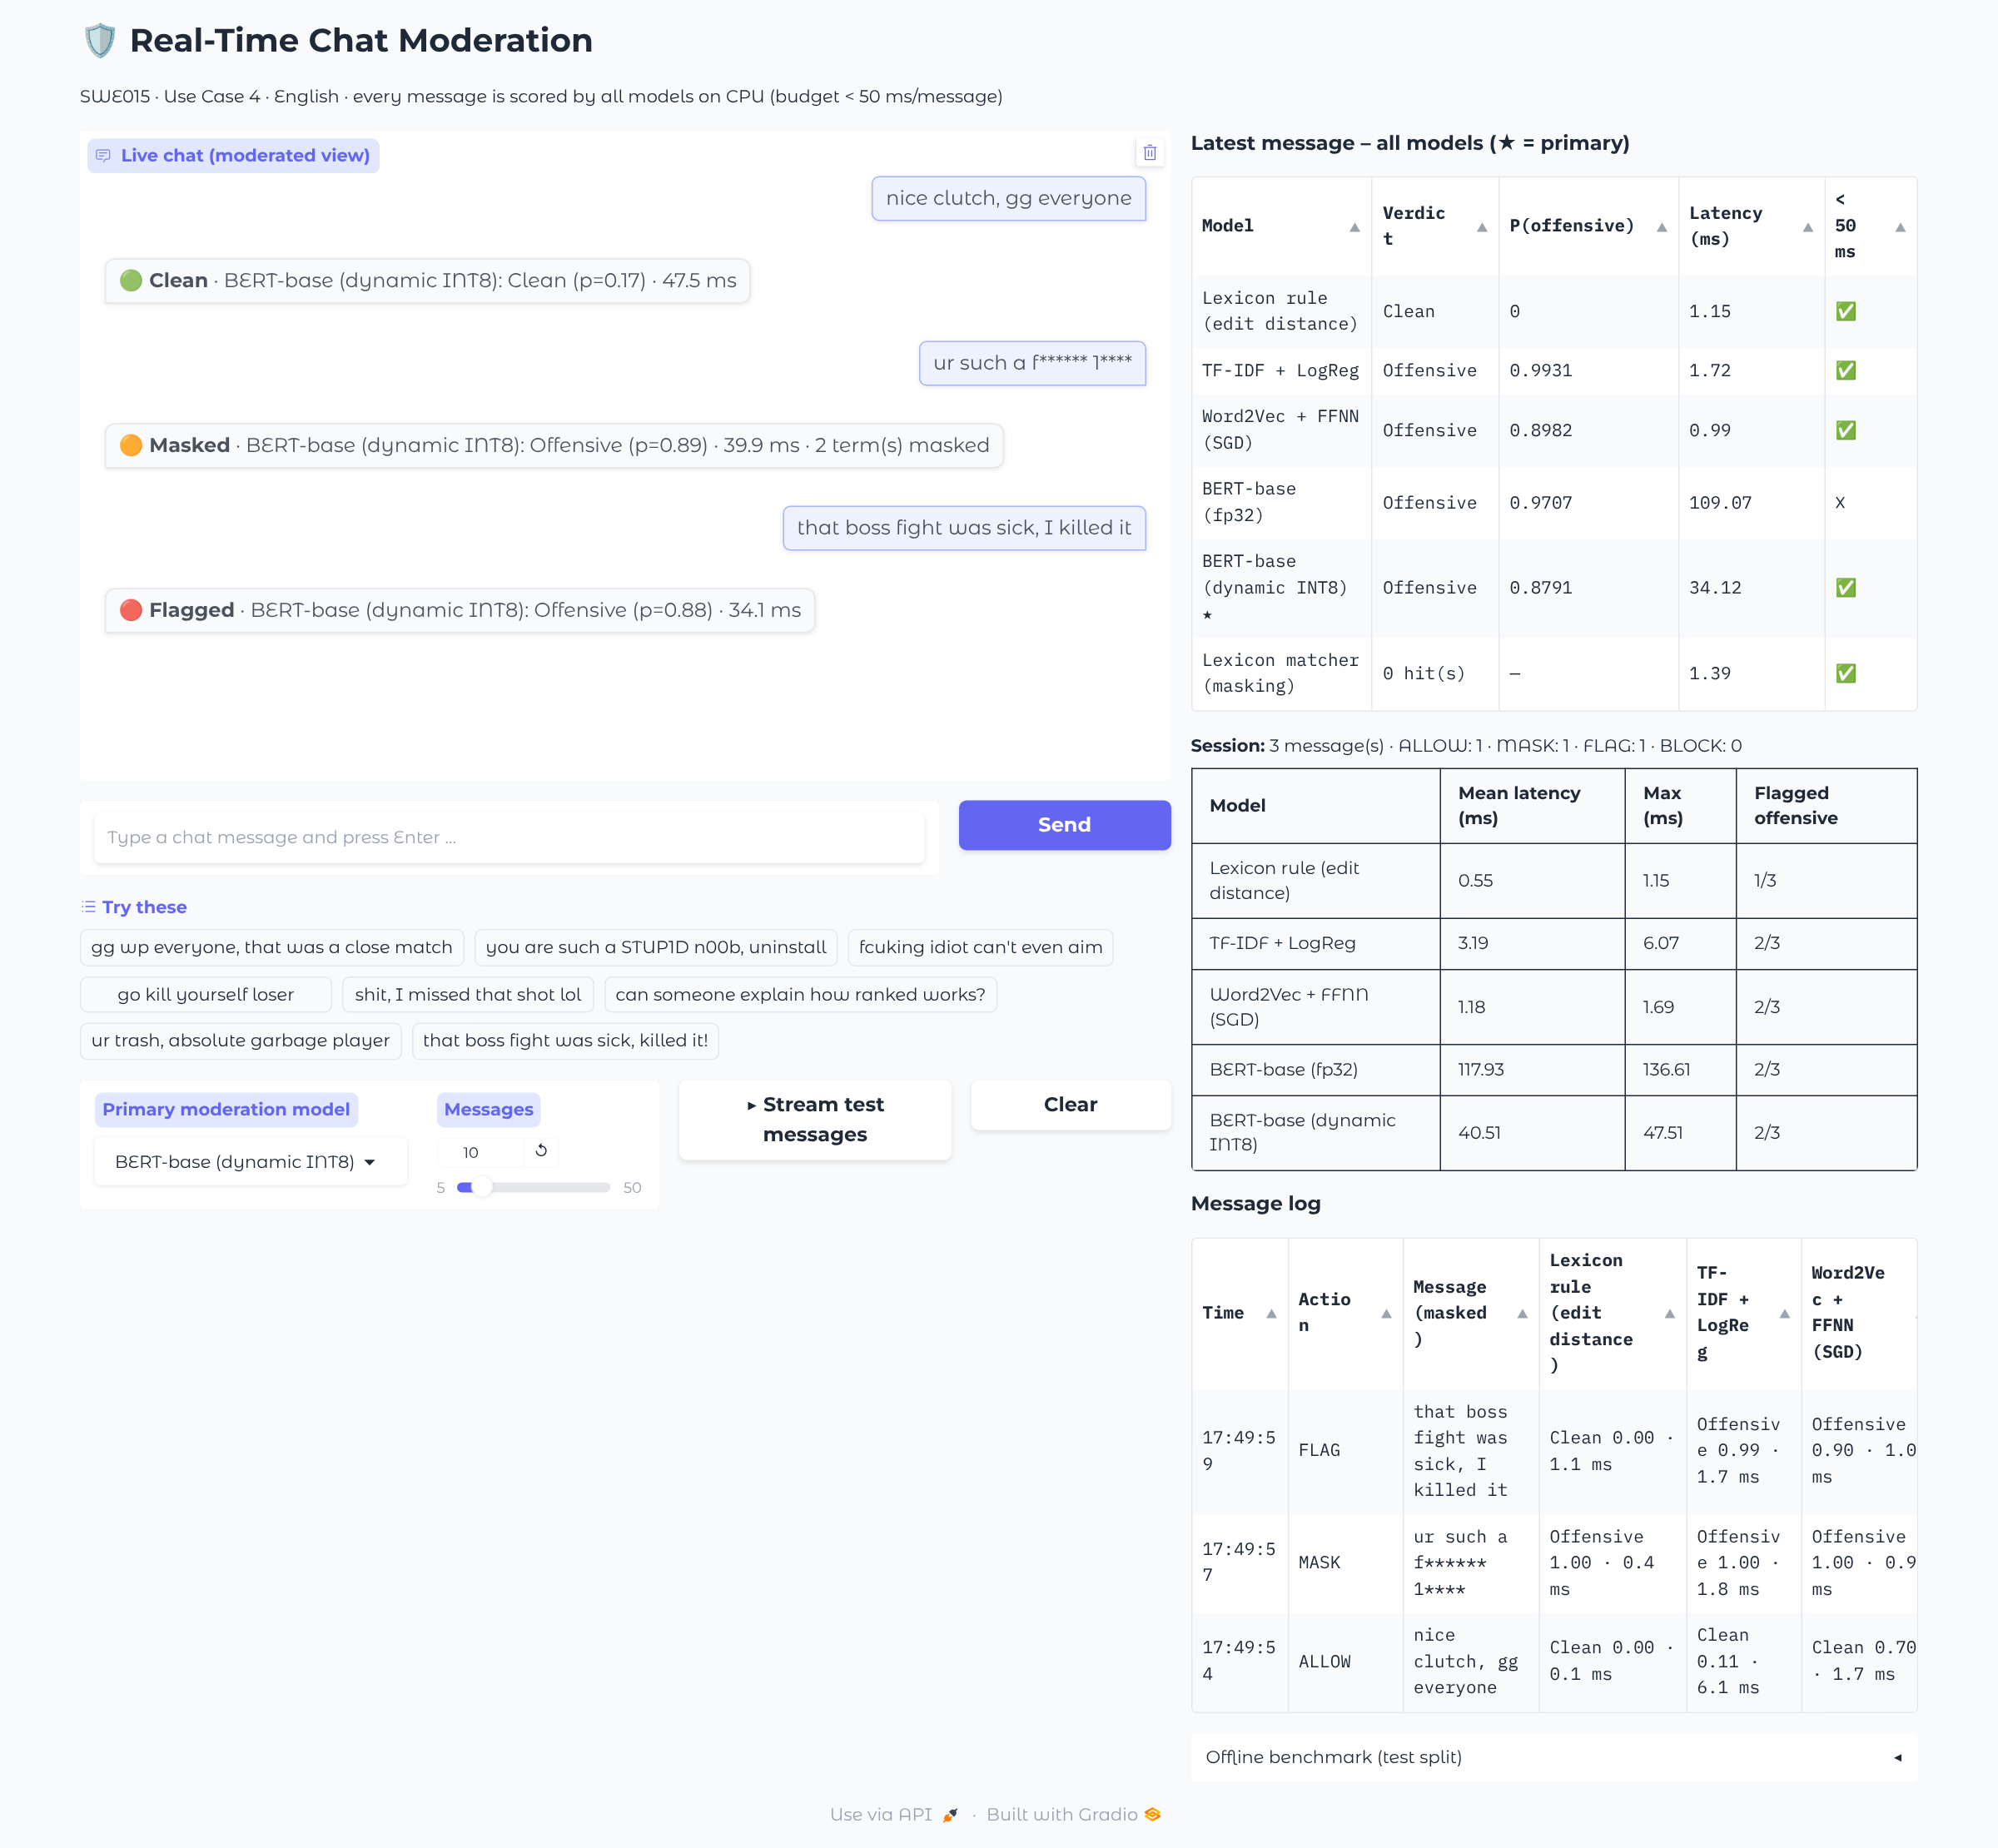 🛡️ Real-Time Chat Moderation
SWE015 · Use Case 4 · English · every message is scored by all models on CPU (budget < 50 ms/message)
Live chat (moderated view)
nice clutch, gg everyone
🟢 Clean · BERT-base (dynamic INT8): Clean (p=0.17) · 47.5 ms
ur such a f****** 1****
🟠 Masked · BERT-base (dynamic INT8): Offensive (p=0.89) · 39.9 ms · 2 term(s) masked
that boss fight was sick, I killed it
🔴 Flagged · BERT-base (dynamic INT8): Offensive (p=0.88) · 34.1 ms
Type a chat message and press Enter ...
Send
Try these
gg wp everyone, that was a close match
you are such a STUP1D n00b, uninstall
fcuking idiot can't even aim
go kill yourself loser
shit, I missed that shot lol
can someone explain how ranked works?
ur trash, absolute garbage player
that boss fight was sick, killed it!
Primary moderation model
BERT-base (dynamic INT8)
Messages
10
5
50
▸ Stream test
messages
Clear
Latest message – all models (★ = primary)
Model
Verdic
t
P(offensive)
Latency
(ms)
<
50
ms
Lexicon rule
(edit distance)
Clean
0
1.15
✅
TF-IDF + LogReg
Offensive
0.9931
1.72
✅
Word2Vec + FFNN
(SGD)
Offensive
0.8982
0.99
✅
BERT-base
(fp32)
Offensive
0.9707
109.07
X
BERT-base
(dynamic INT8)
★
Offensive
0.8791
34.12
✅
Lexicon matcher
(masking)
0 hit(s)
—
1.39
✅
Session: 3 message(s) · ALLOW: 1 · MASK: 1 · FLAG: 1 · BLOCK: 0
Model
Mean latency
(ms)
Max
(ms)
Flagged
offensive
Lexicon rule (edit
distance)
0.55
1.15
1/3
TF-IDF + LogReg
3.19
6.07
2/3
Word2Vec + FFNN
(SGD)
1.18
1.69
2/3
BERT-base (fp32)
117.93
136.61
2/3
BERT-base (dynamic
INT8)
40.51
47.51
2/3
Message log
Time
Actio
n
Message
(masked
)
Lexicon
rule
(edit
distance
)
TF-
IDF +
LogRe
g
Word2Ve
c +
FFNN
(SGD)
17:49:5
9
FLAG
that boss
fight was
sick, I
killed it
Clean 0.00 ·
1.1 ms
Offensiv
e 0.99 ·
1.7 ms
Offensive
0.90 · 1.0
ms
17:49:5
7
MASK
ur such a
f******
1****
Offensive
1.00 · 0.4
ms
Offensiv
e 1.00 ·
1.8 ms
Offensive
1.00 · 0.9
ms
17:49:5
4
ALLOW
nice
clutch, gg
everyone
Clean 0.00 ·
0.1 ms
Clean
0.11 ·
6.1 ms
Clean 0.70
· 1.7 ms
Offline benchmark (test split)
Use via API · Built with Gradio